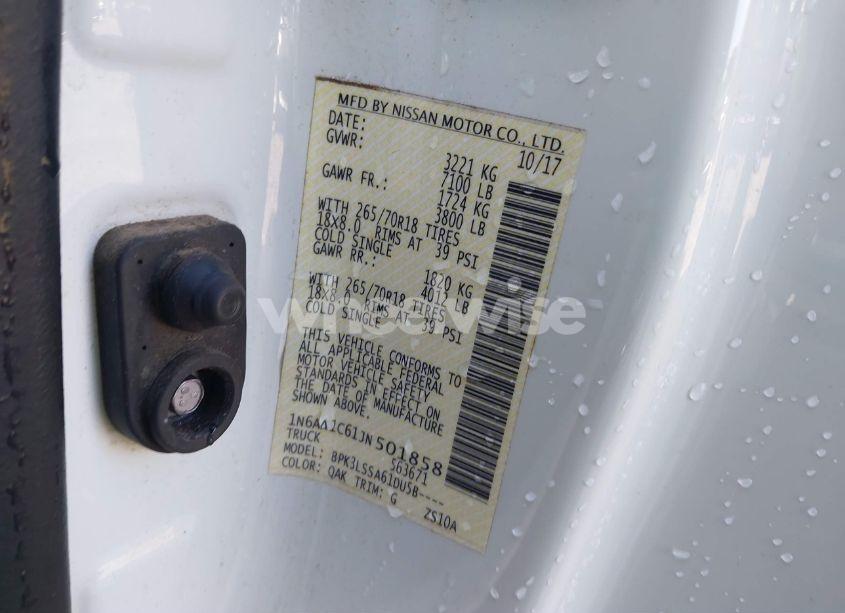 MFD BY NISSAN MOTOR CO., LTD.
DATE: 10/17
GVWR: 3221 KG
7100 LB
GAWR FR.: 1724 KG
3800 LB
WITH 265/70R18 TIRES
18X8.0 RIMS AT 39 PSI
COLD SINGLE
GAWR RR.: 1820 KG
4012 LB
WITH 265/70R18 TIRES
18X8.0 RIMS AT 39 PSI
COLD SINGLE
THIS VEHICLE CONFORMS TO
ALL APPLICABLE FEDERAL
MOTOR VEHICLE SAFETY
STANDARDS IN EFFECT ON
THE DATE OF MANUFACTURE
SHOWN ABOVE.
1N6AA1C61JN501858
TRUCK 563671
MODEL: BPK3LSSA61DU5B----
COLOR: QAK TRIM: G ZS10A
wheelwise